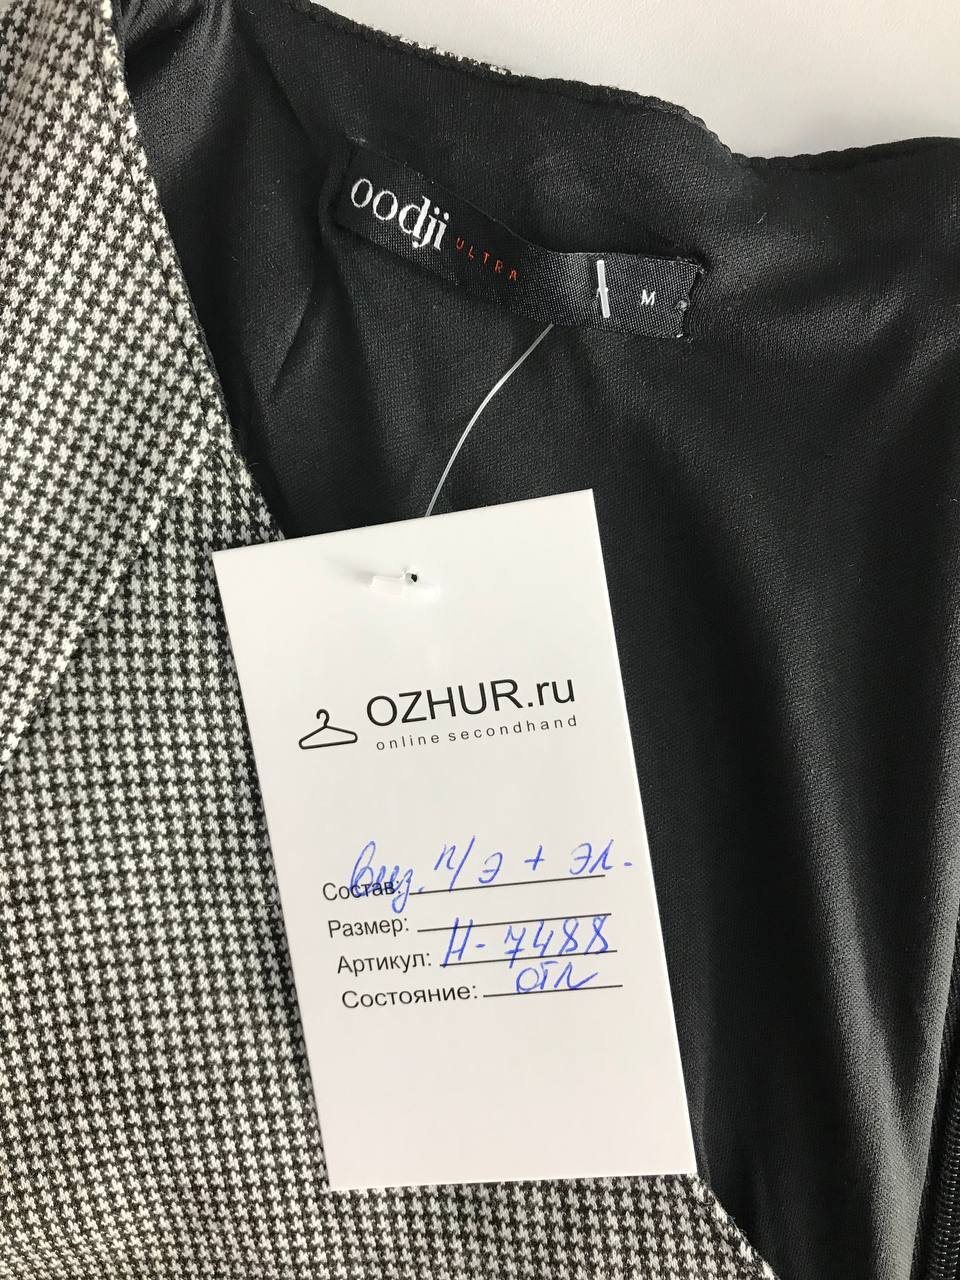 oodji ULTRA M
OZHUR.ru
online secondhand
Состав: виз. п/э + эл.
Размер:
Артикул: Н-7488
Состояние: отл